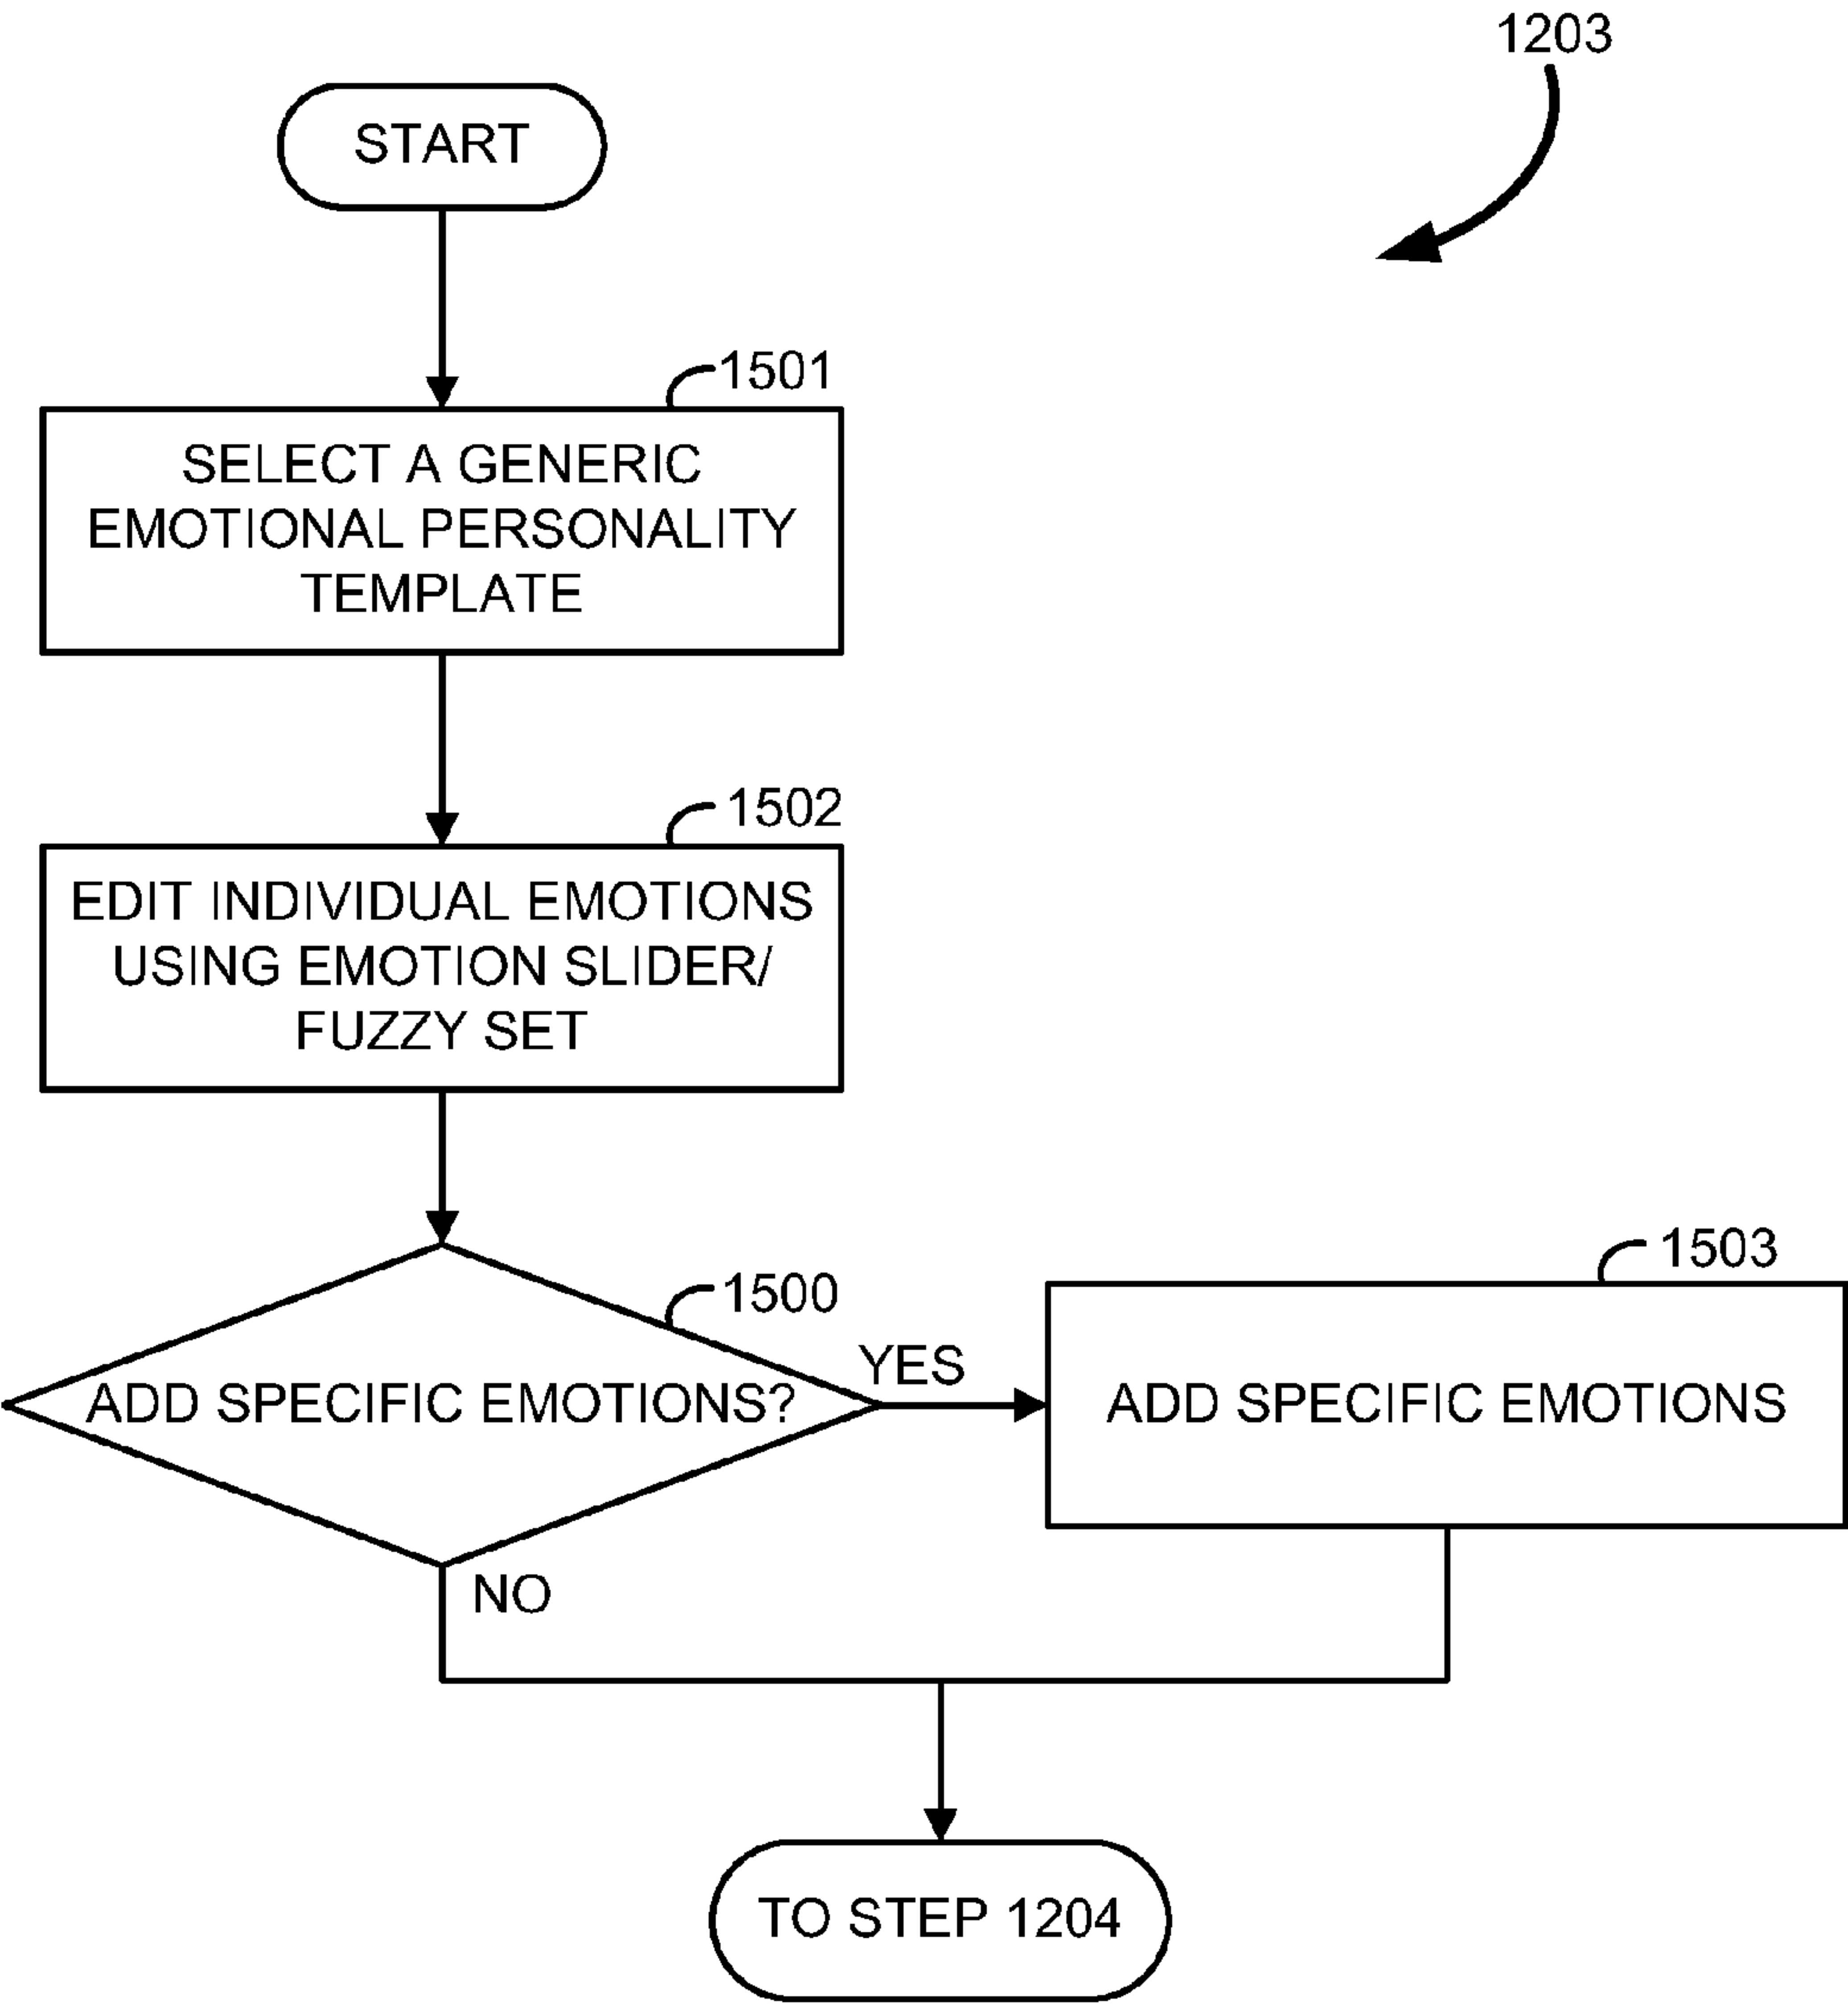 1203
START
1501
SELECT A GENERIC
EMOTIONAL PERSONALITY
TEMPLATE
1502
EDIT INDIVIDUAL EMOTIONS
USING EMOTION SLIDER/
FUZZY SET
1500
ADD SPECIFIC EMOTIONS?
YES
1503
ADD SPECIFIC EMOTIONS
NO
TO STEP 1204